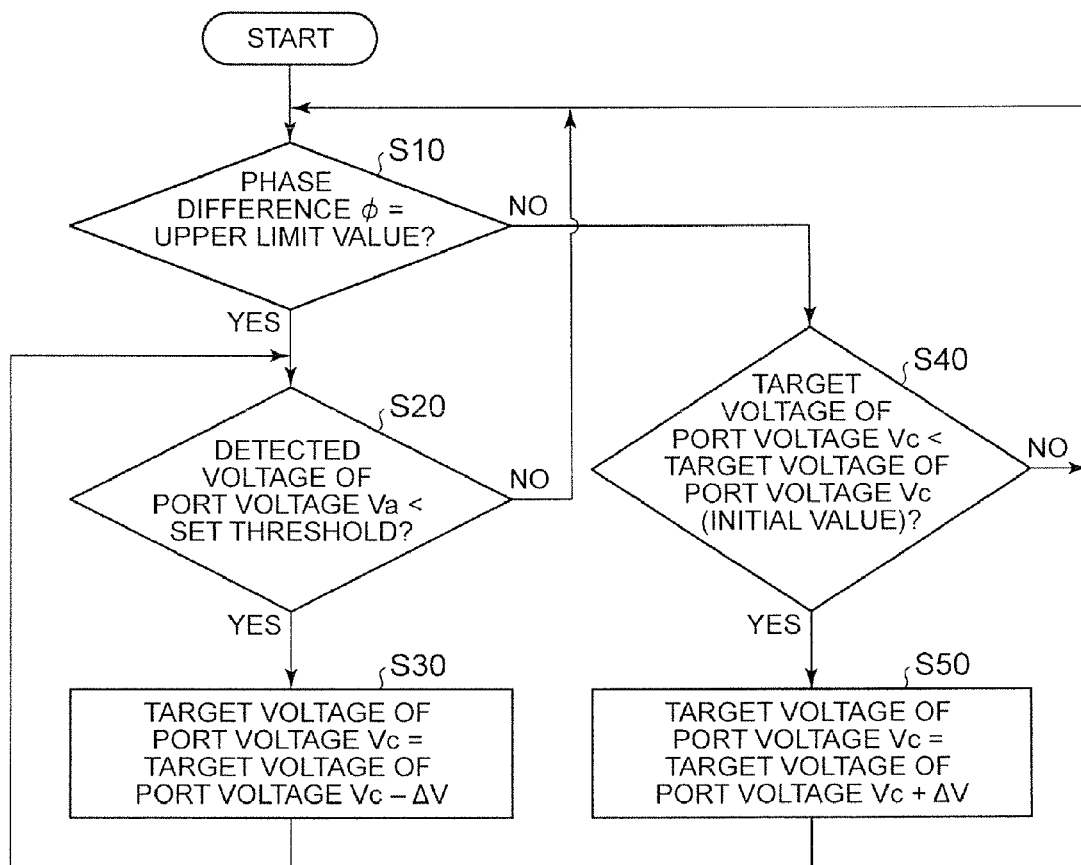 START
S10
PHASE
DIFFERENCE ϕ =
UPPER LIMIT VALUE?
NO
YES
S20
DETECTED
VOLTAGE OF
PORT VOLTAGE Va <
SET THRESHOLD?
NO
YES
S40
TARGET
VOLTAGE OF
PORT VOLTAGE Vc <
TARGET VOLTAGE OF
PORT VOLTAGE Vc
(INITIAL VALUE)?
NO
YES
S30
TARGET VOLTAGE OF
PORT VOLTAGE Vc =
TARGET VOLTAGE OF
PORT VOLTAGE Vc – ΔV
S50
TARGET VOLTAGE OF
PORT VOLTAGE Vc =
TARGET VOLTAGE OF
PORT VOLTAGE Vc + ΔV